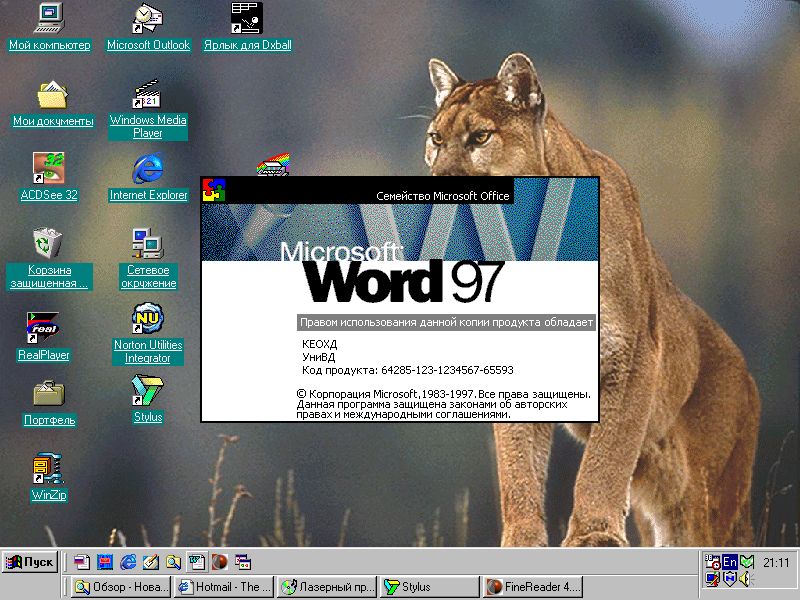 Мой компьютер
Microsoft Outlook
Ярлык для Dxball
Мои документы
Windows Media
Player
ACDSee 32
Internet Explorer
Корзина
защищенная ...
Сетевое
окружение
RealPlayer
Norton Utilities
Integrator
Портфель
Stylus
WinZip
Семейство Microsoft Office
Microsoft
Word 97
Правом использования данной копии продукта обладает
КЕОХД
УниВД
Код продукта: 64285-123-1234567-65593
© Корпорация Microsoft,1983-1997.Все права защищены.
Данная программа защищена законами об авторских
правах и международными соглашениями.
Пуск
En
21:11
Обзор - Нова...
Hotmail - The ...
Лазерный пр...
Stylus
FineReader 4....